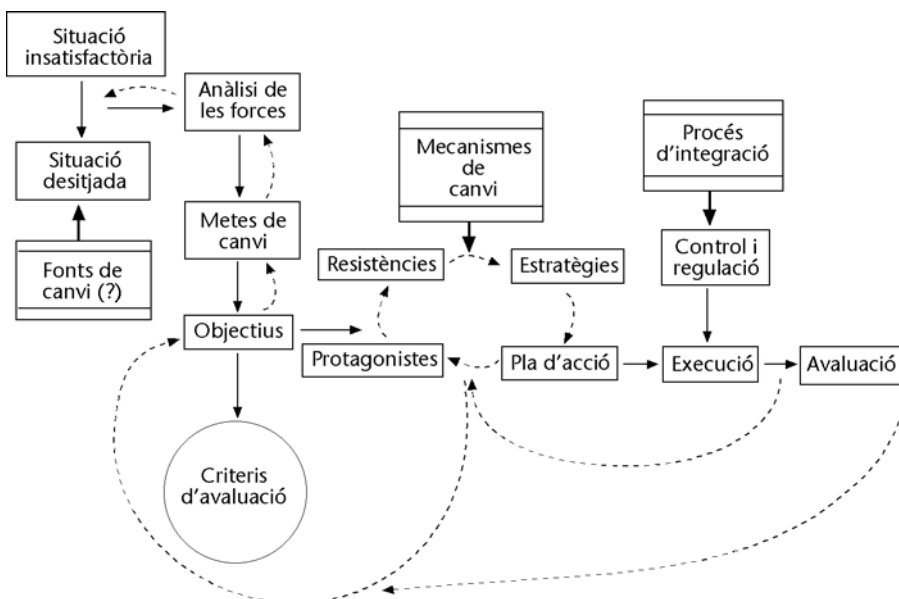 Situació
insatisfactòria
Anàlisi de
les forces
Situació
desitjada
Metes de
canvi
Fonts de
canvi (?)
Objectius
Criteris
d'avaluació
Mecanismes
de
canvi
Resistències
Estratègies
Protagonistes
Pla d'acció
Procés
d'integració
Control i
regulació
Execució
Avaluació